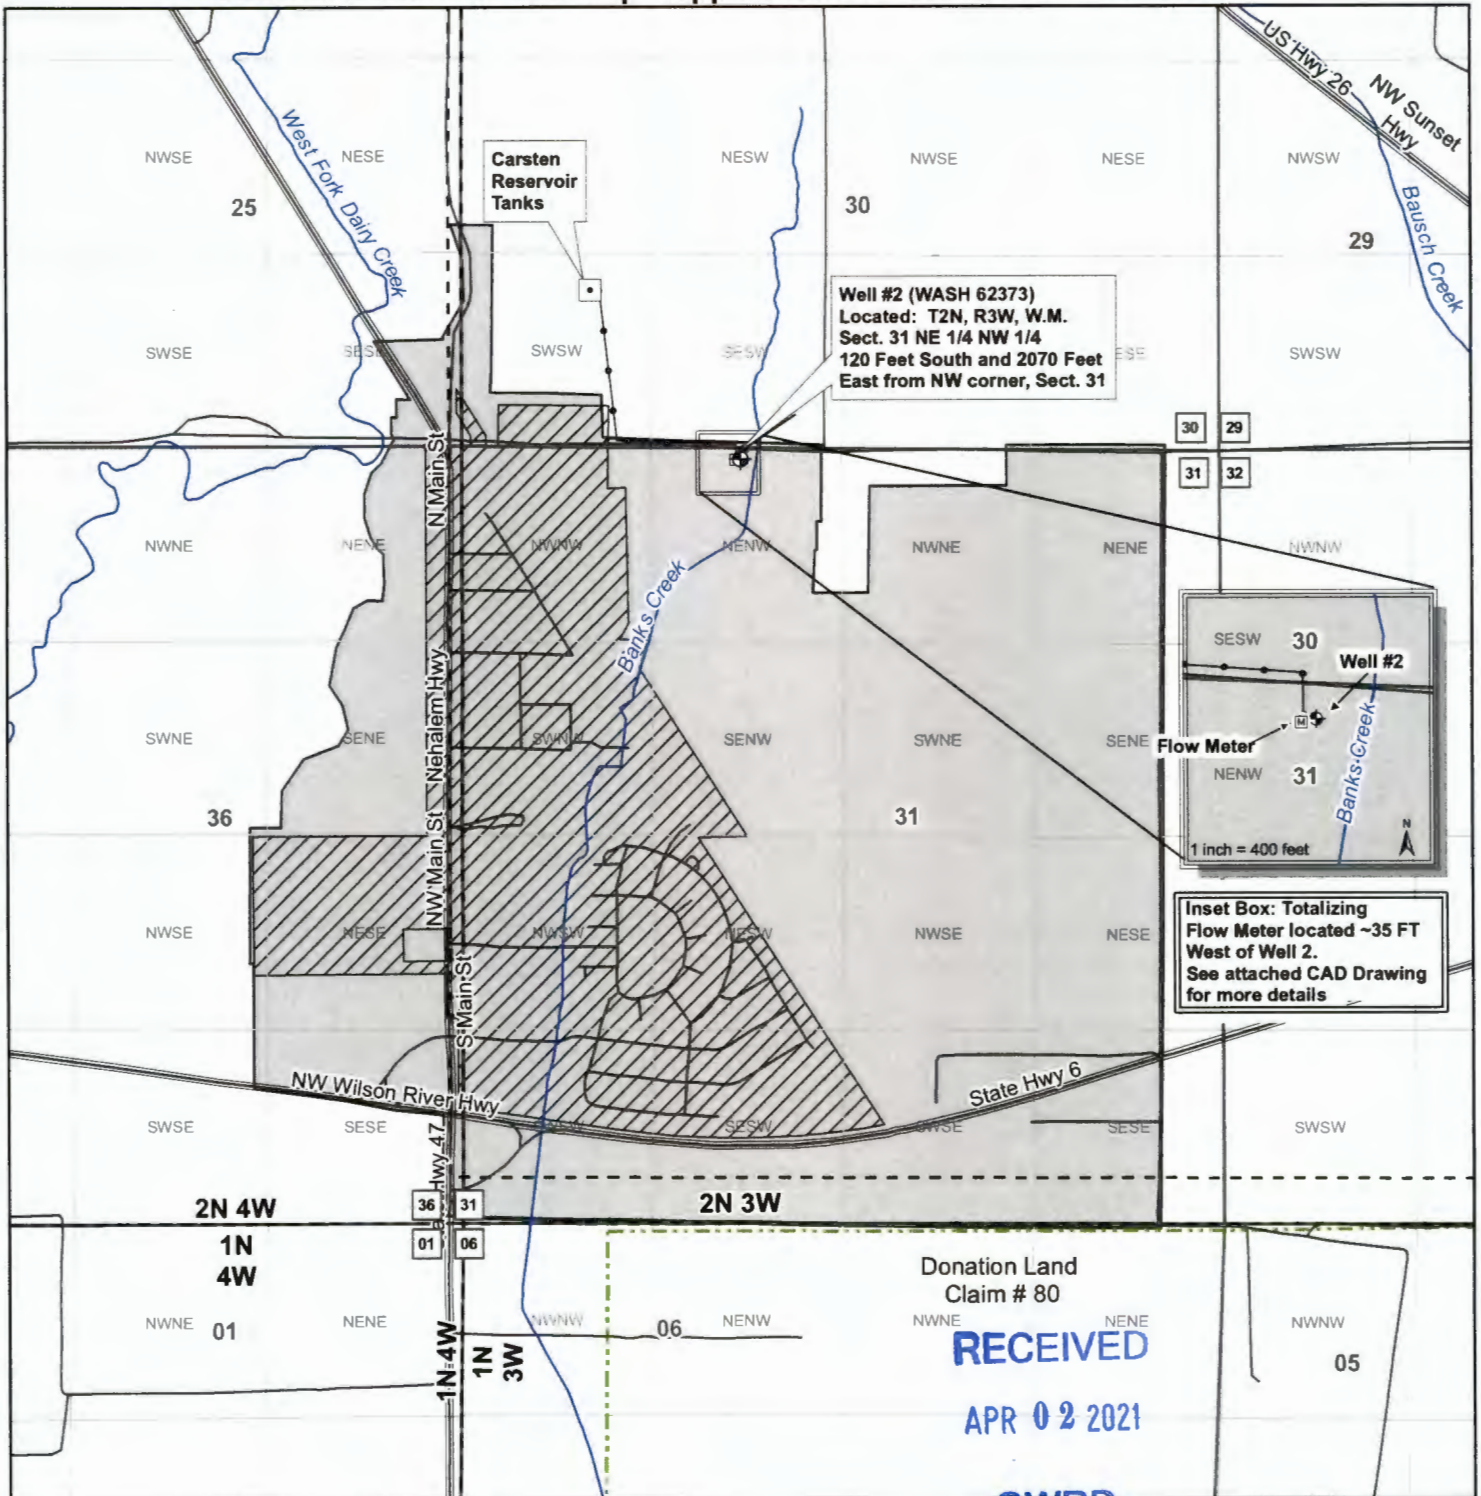 US Hwy 26
NW Sunset
Hwy
West Fork Dairy Creek
Bausch Creek
NWSE
NESE
NESW
NWSE
NESE
NWSW
Carsten
Reservoir
Tanks
25
30
29
Well #2 (WASH 62373)
Located: T2N, R3W, W.M.
Sect. 31 NE 1/4 NW 1/4
120 Feet South and 2070 Feet
East from NW corner, Sect. 31
SWSE
SESE
SWSW
SESW
ESE
SWSW
30
29
31
32
N Main St
NWNE
NENE
NWNW
NENW
NWNE
NENE
NWNW
Banks Creek
SESW
30
Well #2
Flow Meter
M
NENW
31
Banks Creek
N
1 inch = 400 feet
NW Main St
Nehalem Hwy
SWNE
SENE
SWNW
SENW
SWNE
SENE
36
31
Inset Box: Totalizing
Flow Meter located ~35 FT
West of Well 2.
See attached CAD Drawing
for more details
NWSE
NESE
NWSW
NESW
NWSE
NESE
S Main St
NW Wilson River Hwy
State Hwy 6
SWSE
SESE
SWSW
SESW
SWSE
SESE
SWSW
Hwy 47
2N 4W
36
31
2N 3W
1N
4W
01
06
Donation Land
Claim # 80
NWNE
01
NENE
NWNW
06
NENW
NWNE
NENE
NWNW
05
1N 4W
1N
3W
RECEIVED
APR 02 2021